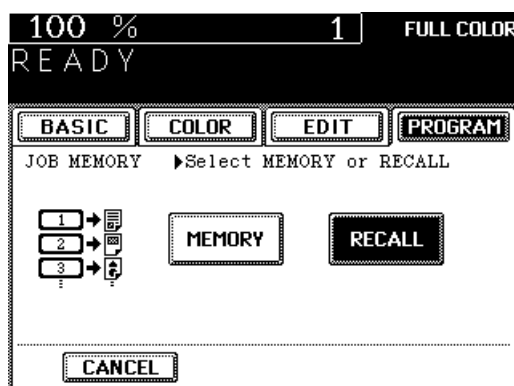 100 % 1 FULL COLOR
READY
BASIC COLOR EDIT PROGRAM
JOB MEMORY ▶Select MEMORY or RECALL
1
MEMORY RECALL
2
3
CANCEL